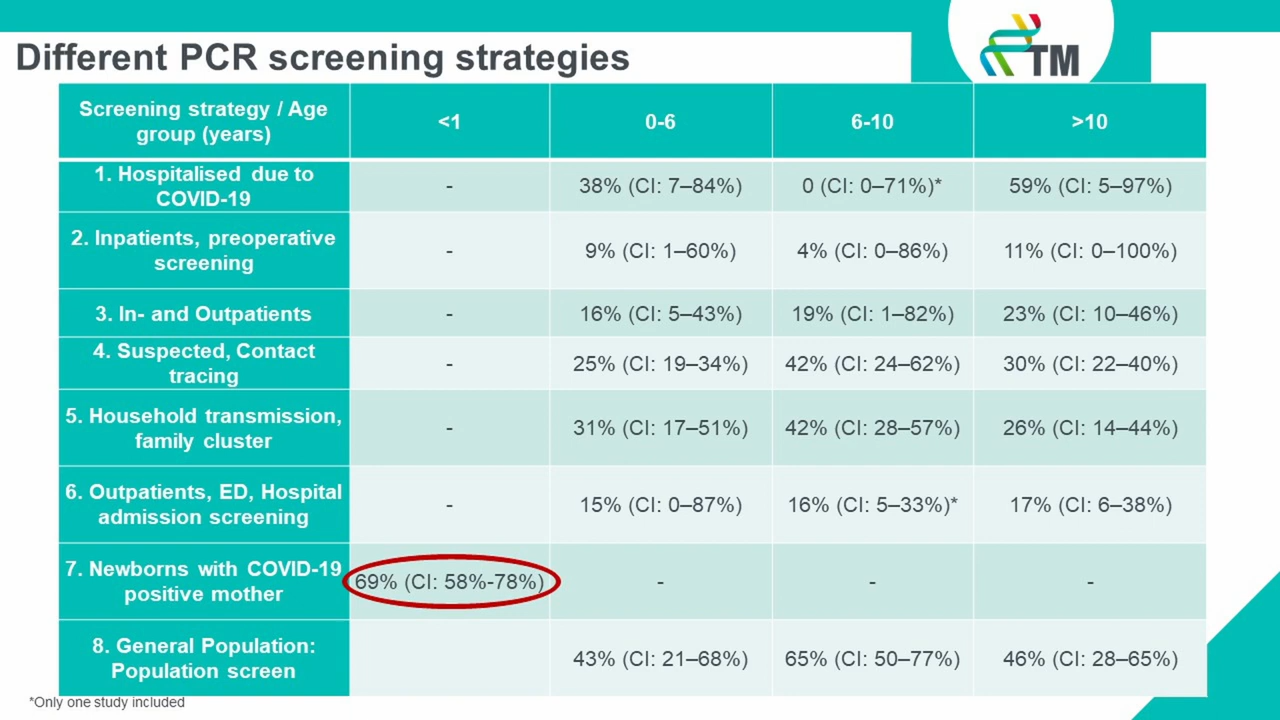 Different PCR screening strategies
TM
Screening strategy / Age group (years) <1 0-6 6-10 >10
1. Hospitalised due to COVID-19 - 38% (CI: 7–84%) 0 (CI: 0–71%)* 59% (CI: 5–97%)
2. Inpatients, preoperative screening - 9% (CI: 1–60%) 4% (CI: 0–86%) 11% (CI: 0–100%)
3. In- and Outpatients - 16% (CI: 5–43%) 19% (CI: 1–82%) 23% (CI: 10–46%)
4. Suspected, Contact tracing - 25% (CI: 19–34%) 42% (CI: 24–62%) 30% (CI: 22–40%)
5. Household transmission, family cluster - 31% (CI: 17–51%) 42% (CI: 28–57%) 26% (CI: 14–44%)
6. Outpatients, ED, Hospital admission screening - 15% (CI: 0–87%) 16% (CI: 5–33%)* 17% (CI: 6–38%)
7. Newborns with COVID-19 positive mother 69% (CI: 58%-78%) - - -
8. General Population: Population screen 43% (CI: 21–68%) 65% (CI: 50–77%) 46% (CI: 28–65%)
*Only one study included